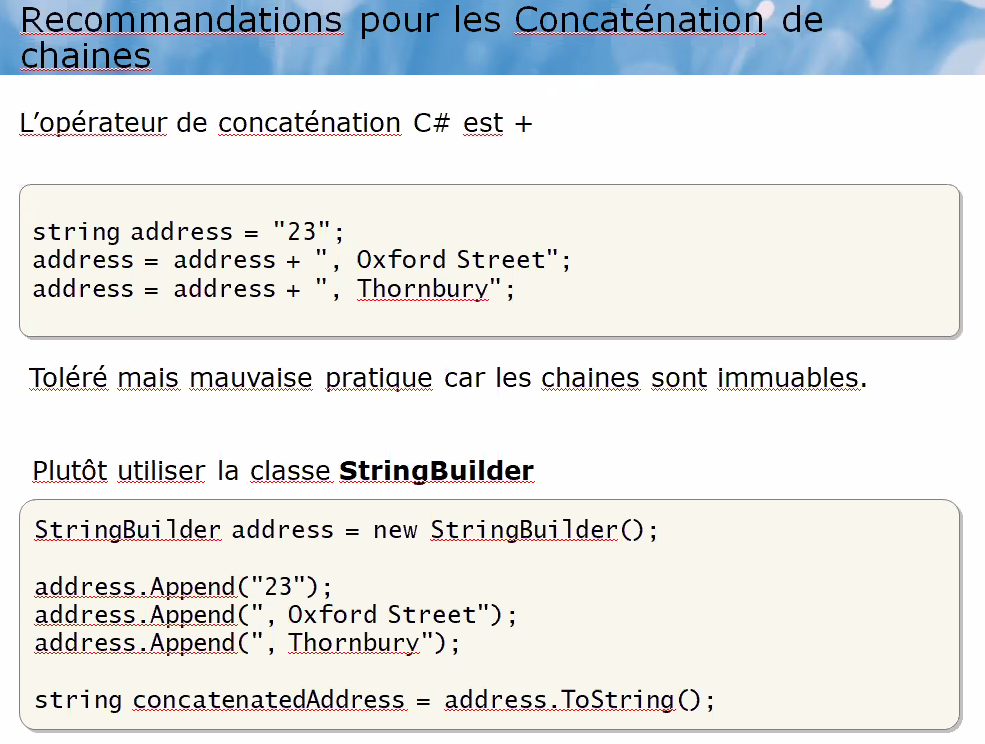 Recommandations pour les Concaténation de
chaines
L’opérateur de concaténation C# est +
string address = "23";
address = address + ", Oxford Street";
address = address + ", Thornbury";
Toléré mais mauvaise pratique car les chaines sont immuables.
Plutôt utiliser la classe StringBuilder
StringBuilder address = new StringBuilder();
address.Append("23");
address.Append(", Oxford Street");
address.Append(", Thornbury");
string concatenatedAddress = address.ToString();